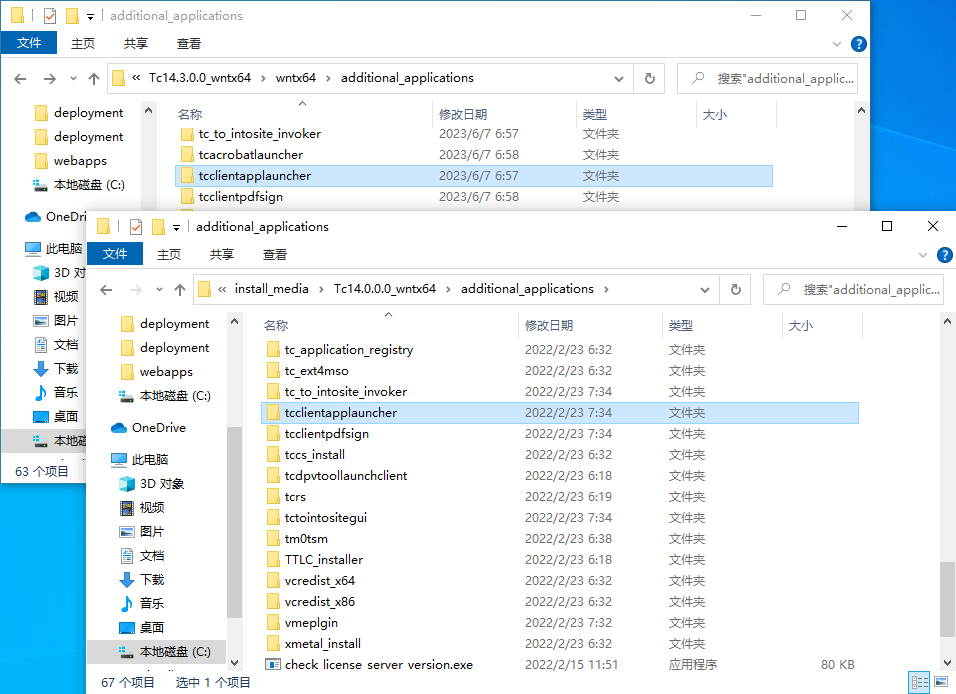 additional_applications
文件 主页 共享 查看
« Tc14.3.0.0_wntx64 › wntx64 › additional_applications
搜索"additional_applic...
deployment
deployment
webapps
本地磁盘 (C:)
OneDri
此电脑
3D 对
视频
图片
文档
下载
音乐
桌面
本地磁
63 个项目
名称 修改日期 类型 大小
tc_to_intosite_invoker 2023/6/7 6:57 文件夹
tcacrobatlauncher 2023/6/7 6:58 文件夹
tcclientapplauncher 2023/6/7 6:57 文件夹
tcclientpdfsign 2023/6/7 6:58 文件夹
additional_applications
文件 主页 共享 查看
« install_media › Tc14.0.0.0_wntx64 › additional_applications ›
搜索"additional_applic...
deployment
deployment
webapps
本地磁盘 (C:)
OneDrive
此电脑
3D 对象
视频
图片
文档
下载
音乐
桌面
本地磁盘 (C:)
名称 修改日期 类型 大小
tc_application_registry 2022/2/23 6:32 文件夹
tc_ext4mso 2022/2/23 6:32 文件夹
tc_to_intosite_invoker 2022/2/23 7:34 文件夹
tcclientapplauncher 2022/2/23 7:34 文件夹
tcclientpdfsign 2022/2/23 7:34 文件夹
tccs_install 2022/2/23 6:32 文件夹
tcdpvtoollaunchclient 2022/2/23 6:18 文件夹
tcrs 2022/2/23 6:19 文件夹
tctointositegui 2022/2/23 7:34 文件夹
tm0tsm 2022/2/23 6:38 文件夹
TTLC_installer 2022/2/23 6:18 文件夹
vcredist_x64 2022/2/23 6:32 文件夹
vcredist_x86 2022/2/23 6:32 文件夹
vmeplgin 2022/2/23 7:32 文件夹
xmetal_install 2022/2/23 6:32 文件夹
check_license_server_version.exe 2022/2/15 11:51 应用程序 80 KB
67 个项目 选中 1 个项目